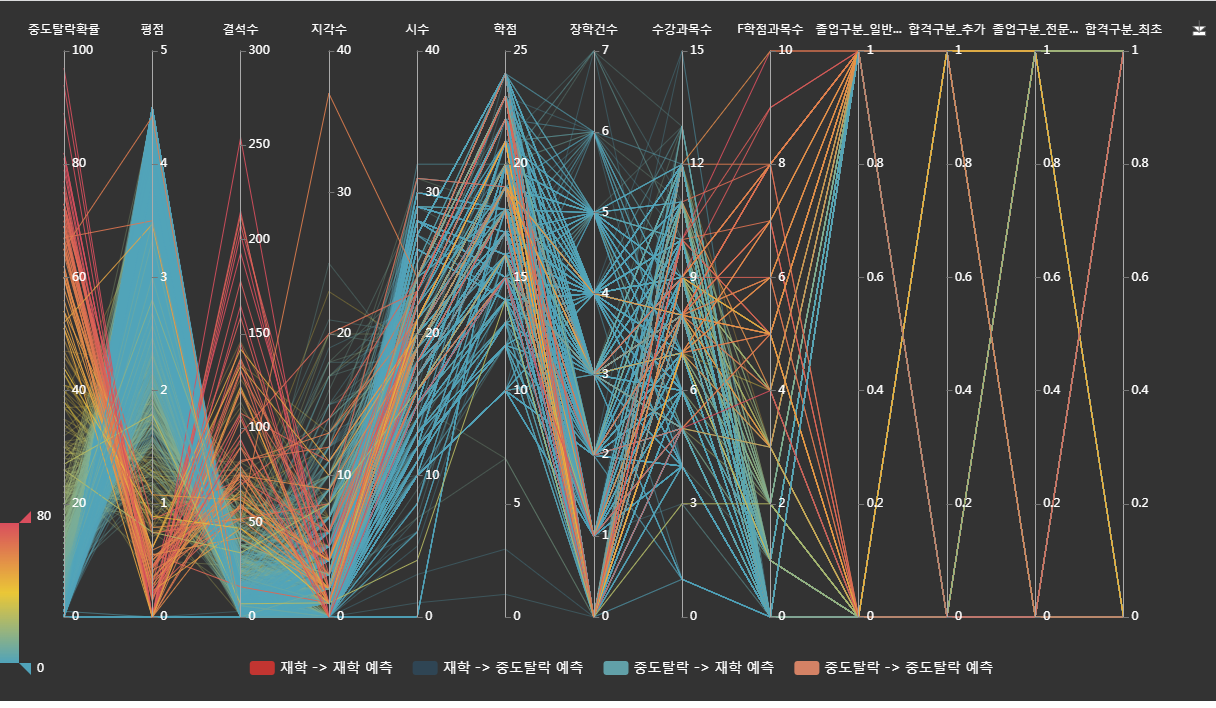 중도탈락확률 평점 결석수 지각수 시수 학점 장학건수 수강과목수 F학점과목수 졸업구분_일반... 합격구분_추가 졸업구분_전문... 합격구분_최초
100 5 300 40 40 25 7 15 10 1 1 1 1
250
6
80 4 20 12 8 0.8 0.8 0.8 0.8
30 30
5
200
60 3 15 9 6 0.6 0.6 0.6 0.6
4
150 20 20
3
40 2 10 6 4 0.4 0.4 0.4 0.4
100
2
10 10
20 1 5 3 2 0.2 0.2 0.2 0.2
80
50
1
0 0 0 0 0 0 0 0 0 0 0 0 0
0
재학 -> 재학 예측 재학 -> 중도탈락 예측 중도탈락 -> 재학 예측 중도탈락 -> 중도탈락 예측